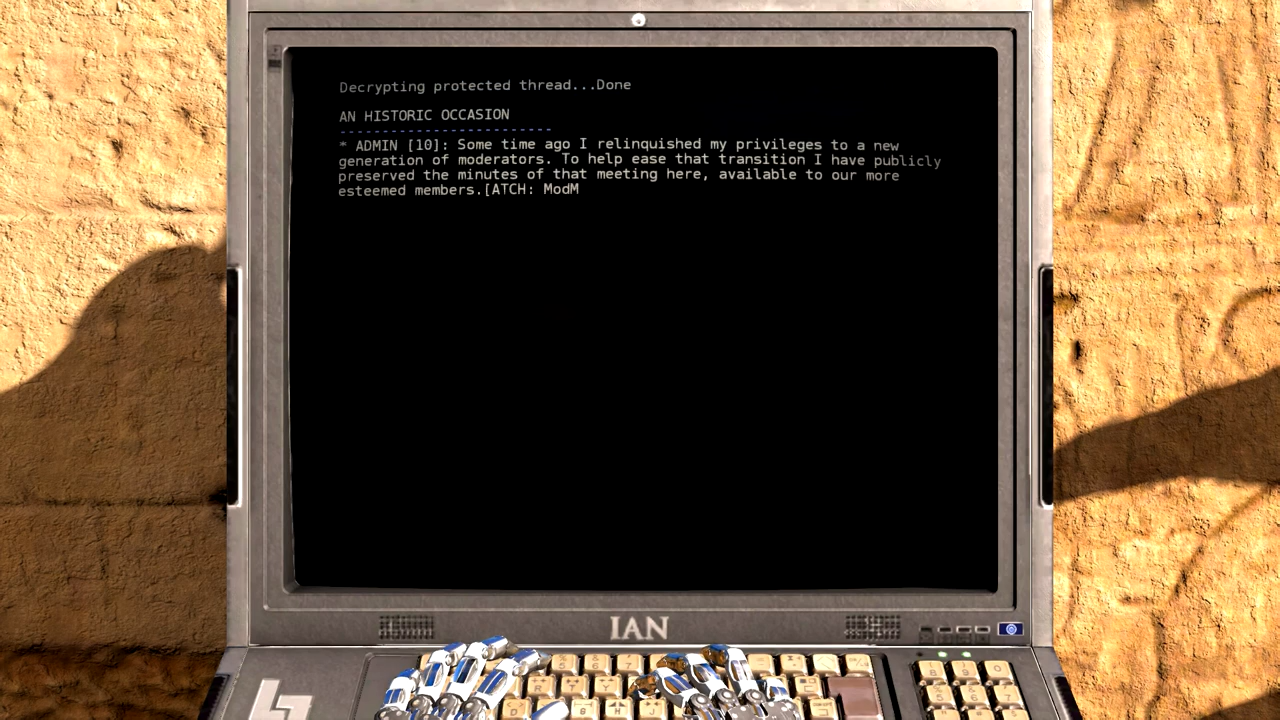 Decrypting protected thread...Done
AN HISTORIC OCCASION
-------------------------
* ADMIN [10]: Some time ago I relinquished my privileges to a new
generation of moderators. To help ease that transition I have publicly
preserved the minutes of that meeting here, available to our more
esteemed members.[ATCH: ModM
IAN